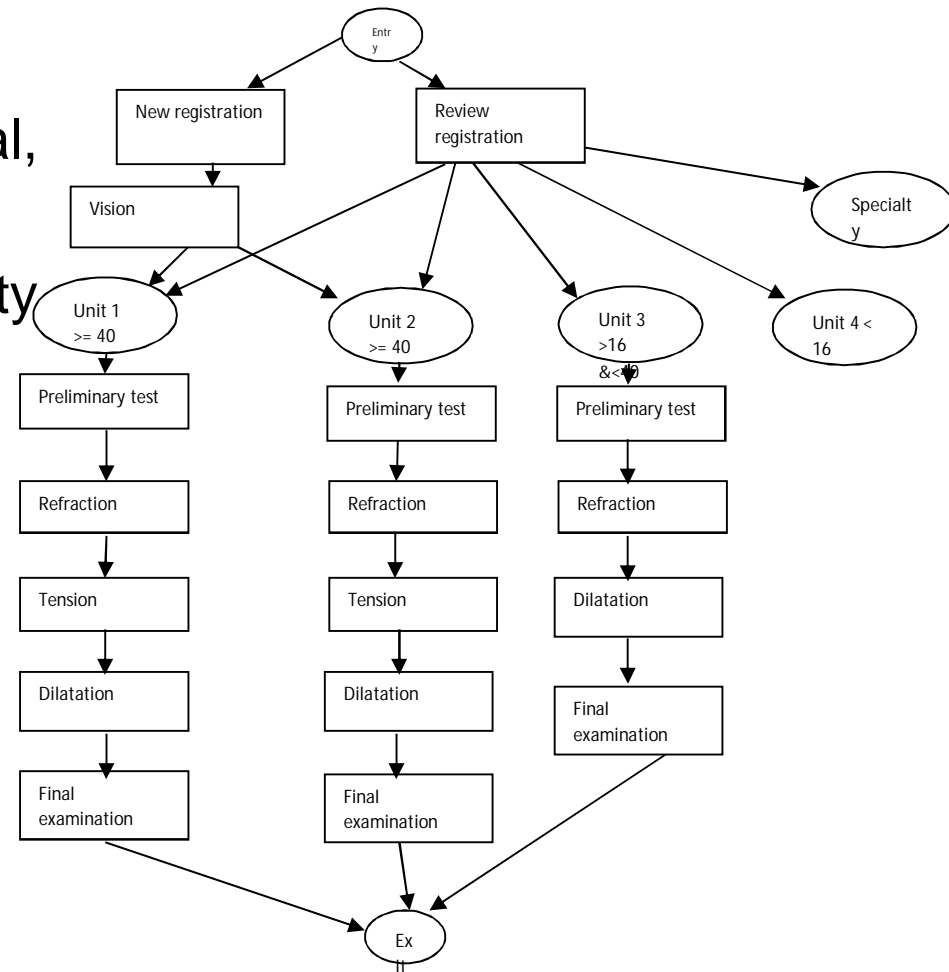 Entr
y
al,
New registration
Review
registration
Vision
Specialt
y
ty
Unit 1
>= 40
Unit 2
>= 40
Unit 3
>16
&<40
Unit 4 <
16
Preliminary test
Preliminary test
Preliminary test
Refraction
Refraction
Refraction
Tension
Tension
Dilatation
Dilatation
Dilatation
Final
examination
Final
examination
Final
examination
Ex